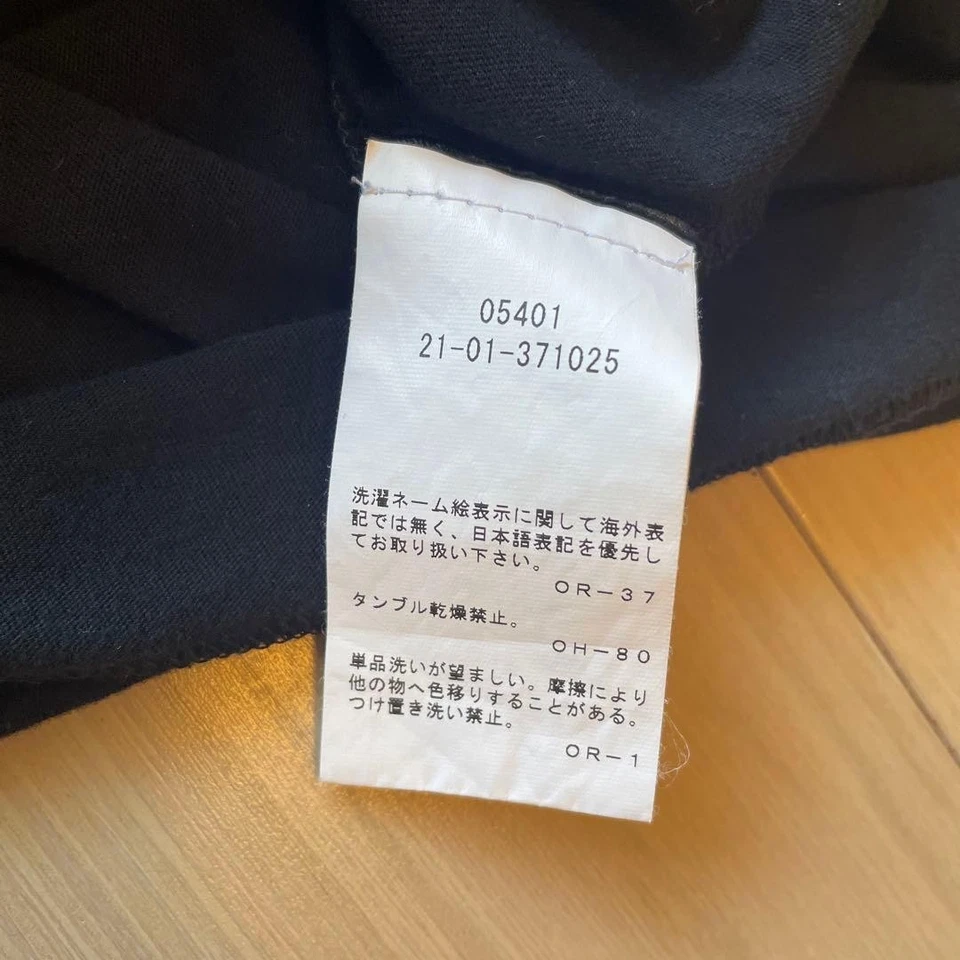 05401
21-01-371025
洗濯ネーム絵表示に関して海外表
記では無く、日本語表記を優先し
てお取り扱い下さい。
OR-37
タンブル乾燥禁止。
OH-80
単品洗いが望ましい。摩擦により
他の物へ色移りすることがある。
つけ置き洗い禁止。
OR-1